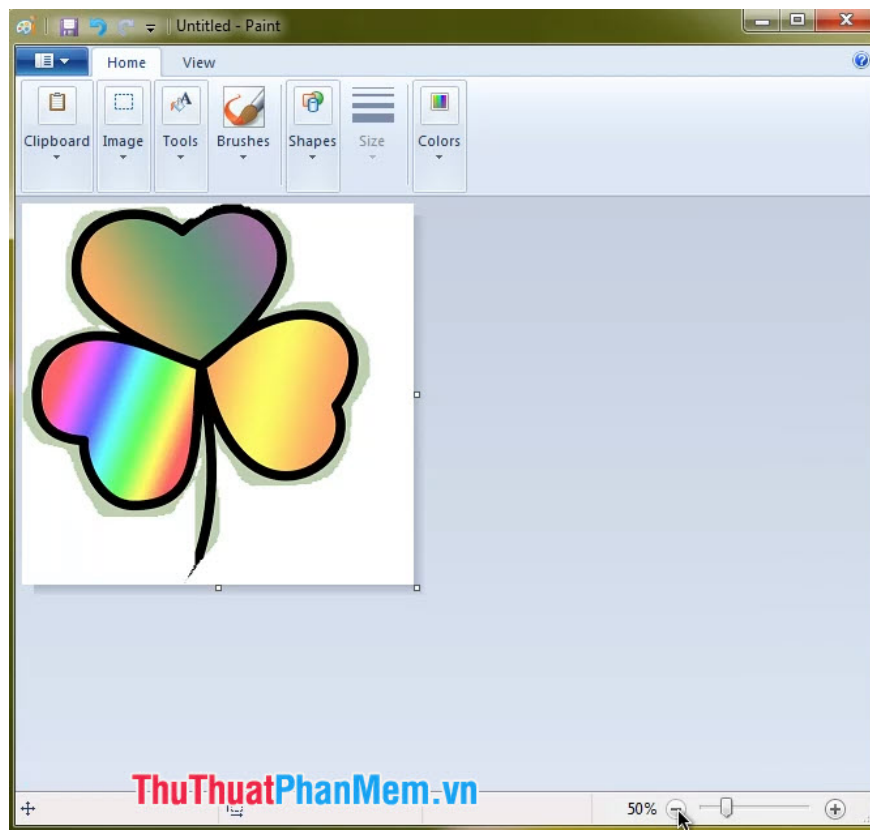 Untitled - Paint
Home View
Clipboard Image Tools Brushes Shapes Size Colors
ThuThuatPhanMem.vn
50%